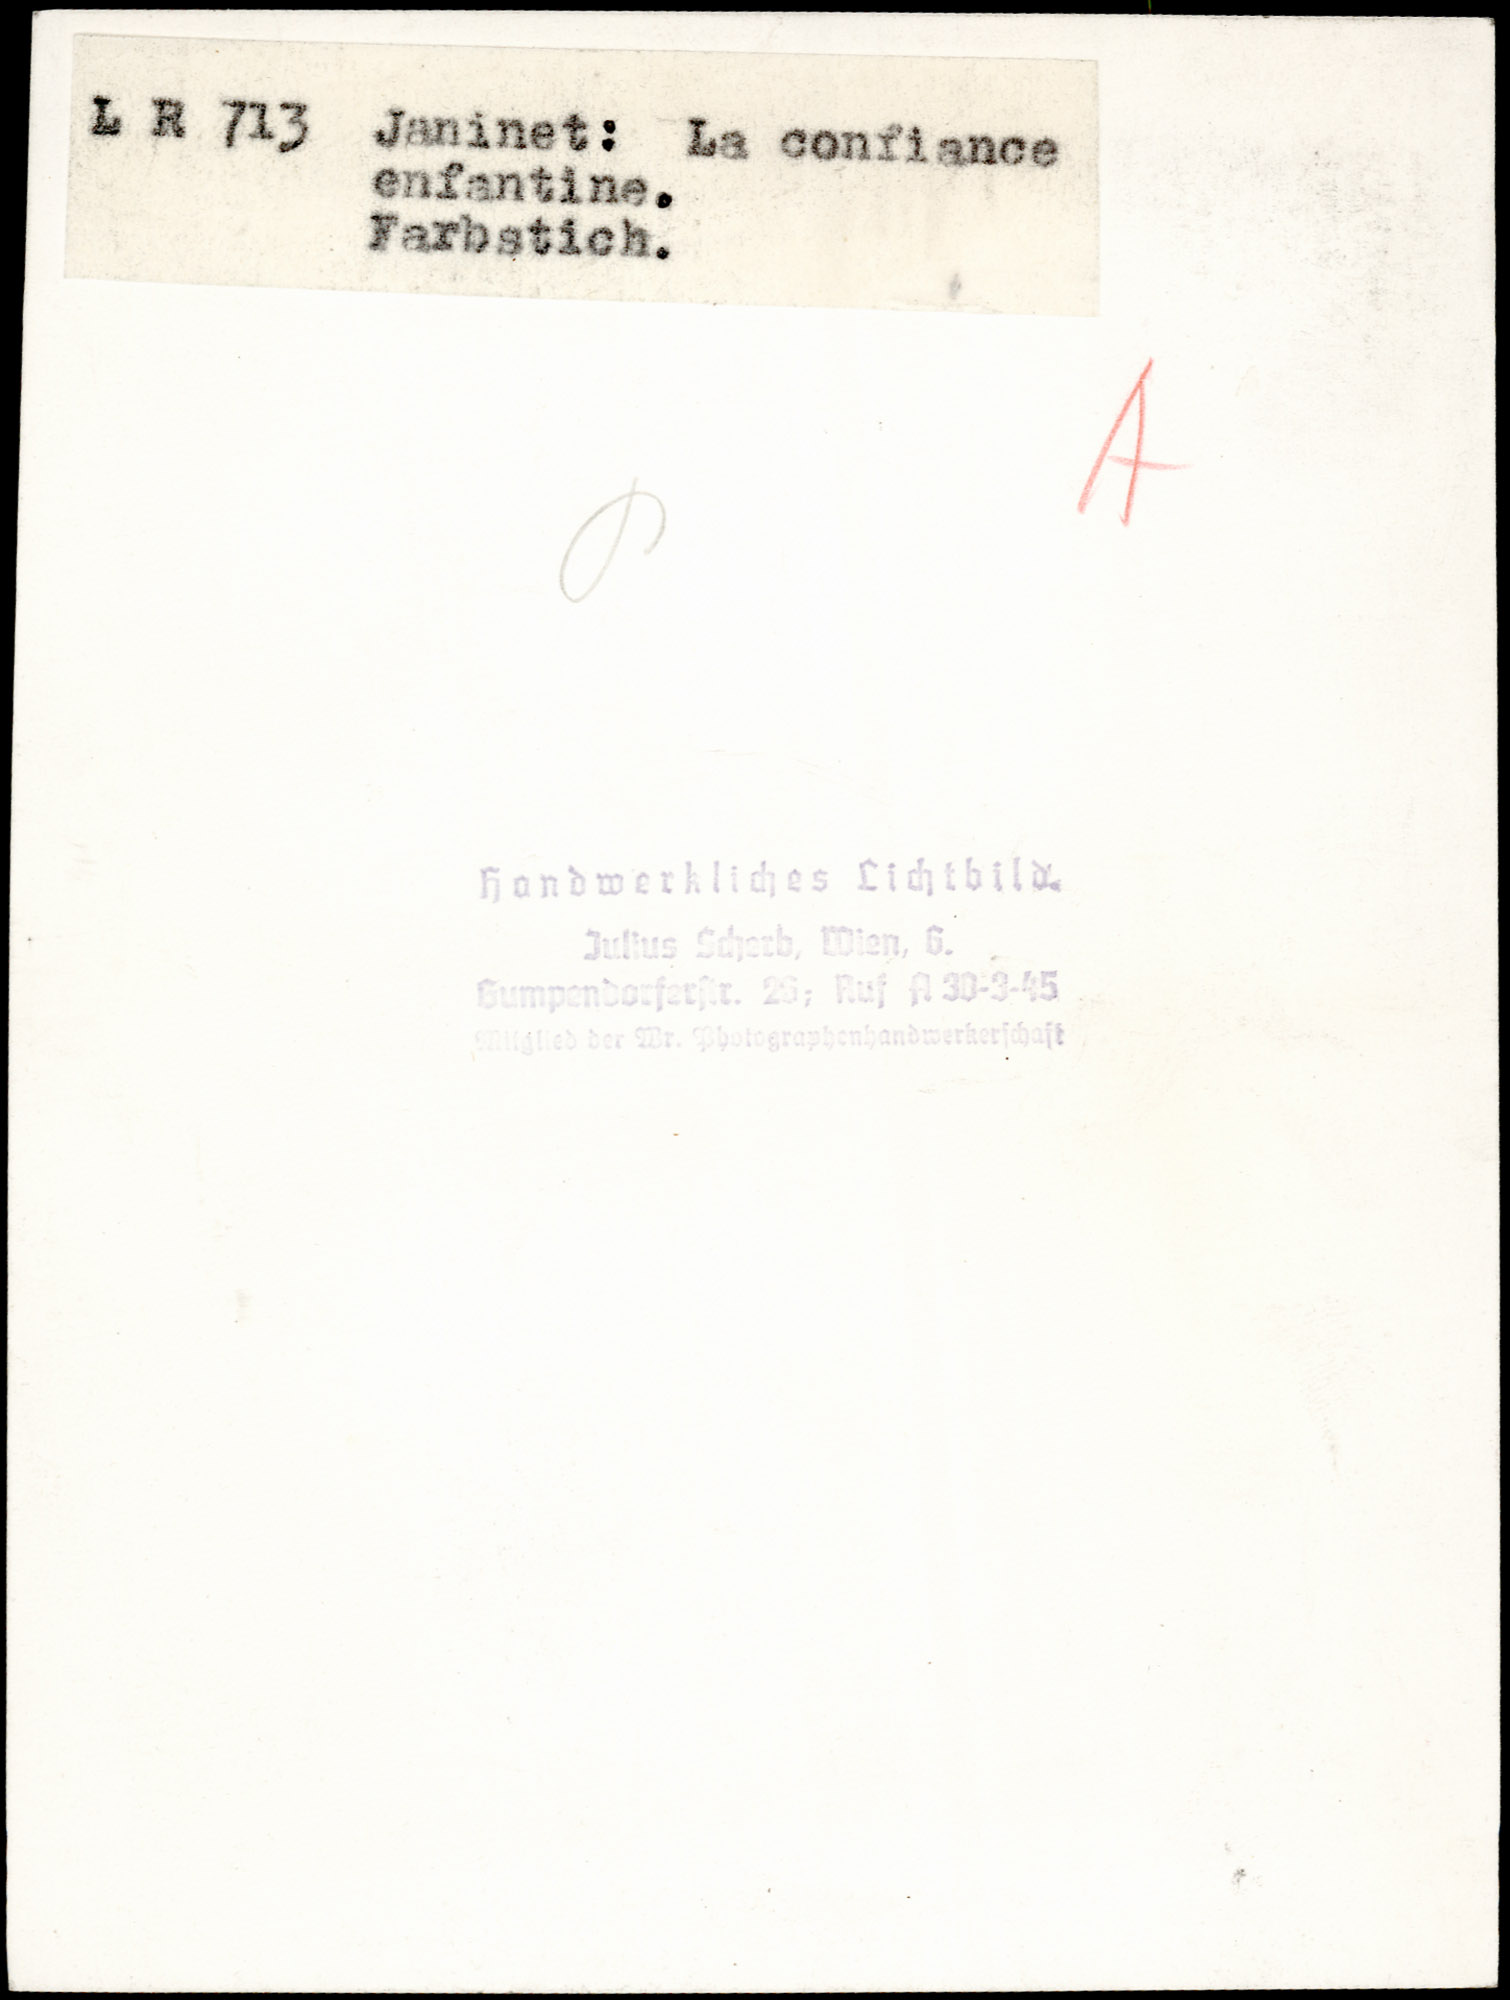 L R 713 Janinet: La confiance
enfantine.
Farbstich.
A
Handwerkliches Lichtbild.
Julius Scherb, Wien, 6.
Gumpendorferstr. 26; Ruf A 30-3-45
Mitglied der Wr. Photographenhandwerkerschaft